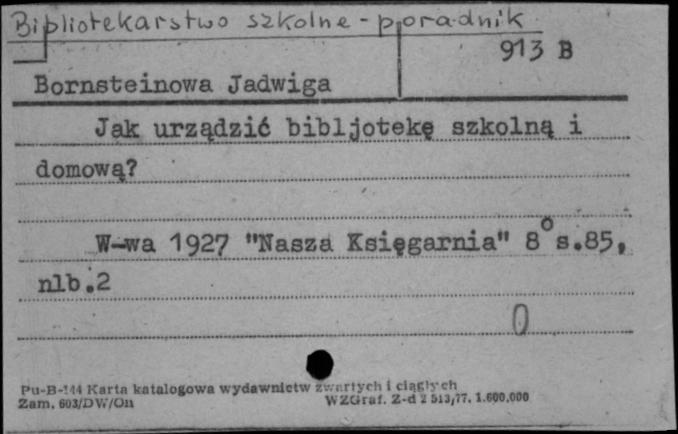 Bibliotekarstwo szkolne - poradnik
913 B
Bornsteinowa Jadwiga
Jak urządzić bibljotekę szkolną i
domową?
W-wa 1927 "Nasza Księgarnia" 8° s.85,
nlb.2
0
Pu-B-144 Karta katalogowa wydawnictw zwartych i ciągłych
Zam. 603/DW/On WZGraf. Z-d 2 513,77. 1.600.000